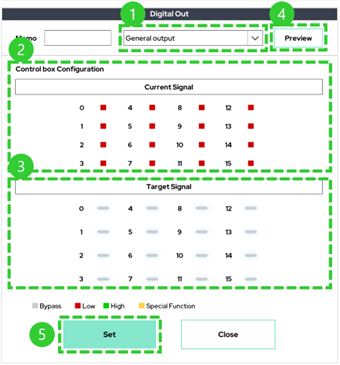 Digital Out
1
4
Memo
General output
Preview
2
Control box Configuration
Current Signal
0 4 8 12
1 5 9 13
2 6 10 14
3 7 11 15
3
Target Signal
0 4 8 12
1 5 9 13
2 6 10 14
3 7 11 15
Bypass Low High Special Function
5
Set
Close